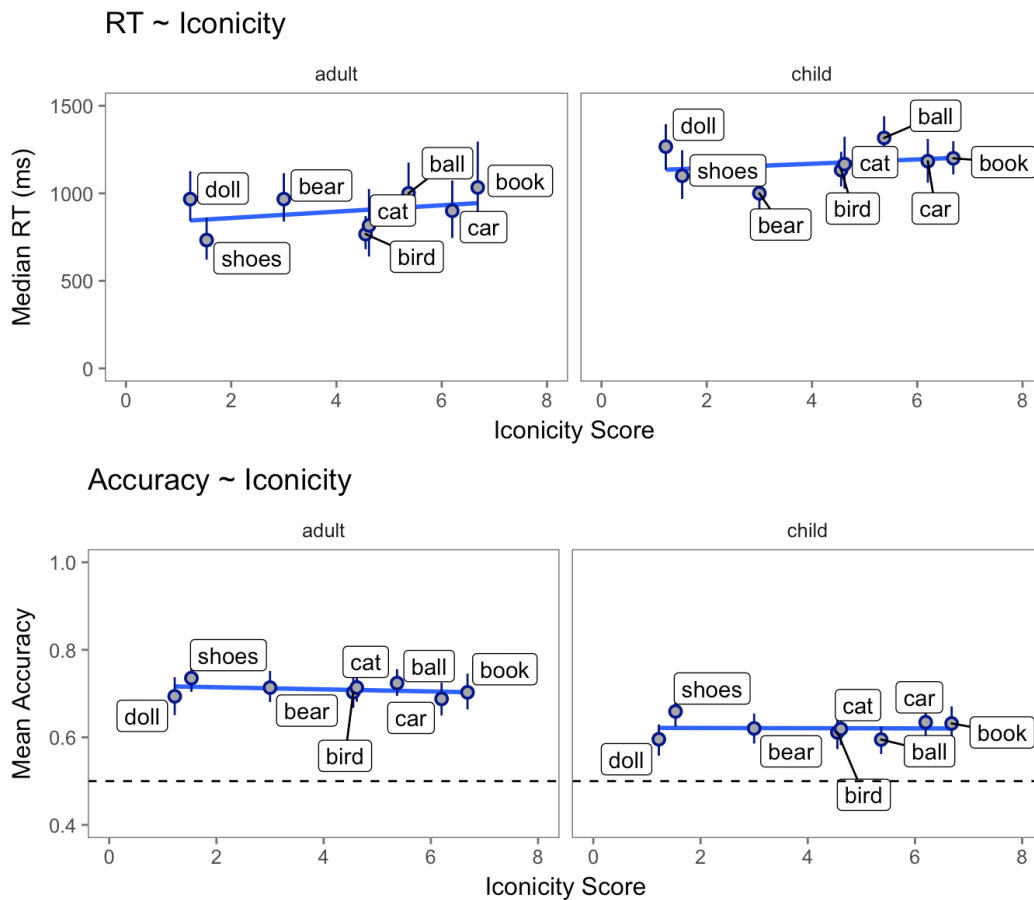 RT ~ Iconicity
adult
child
Median RT (ms)
1500
1000
500
0
doll
shoes
bear
cat
bird
ball
car
book
doll
shoes
bear
bird
cat
ball
car
book
0 2 4 6 8
0 2 4 6 8
Iconicity Score
Accuracy ~ Iconicity
adult
child
Mean Accuracy
1.0
0.8
0.6
0.4
doll
shoes
bear
bird
cat
ball
car
book
doll
shoes
bear
cat
bird
ball
car
book
0 2 4 6 8
0 2 4 6 8
Iconicity Score